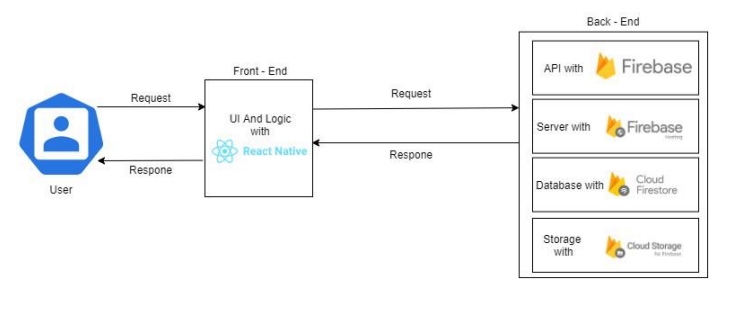 Back - End
Front - End
API with Firebase
Request
Request
UI And Logic
with
React Native
Server with Firebase
Hosting
Respone
Respone
User
Database with Cloud
Firestore
Storage
with
Cloud Storage
for Firebase